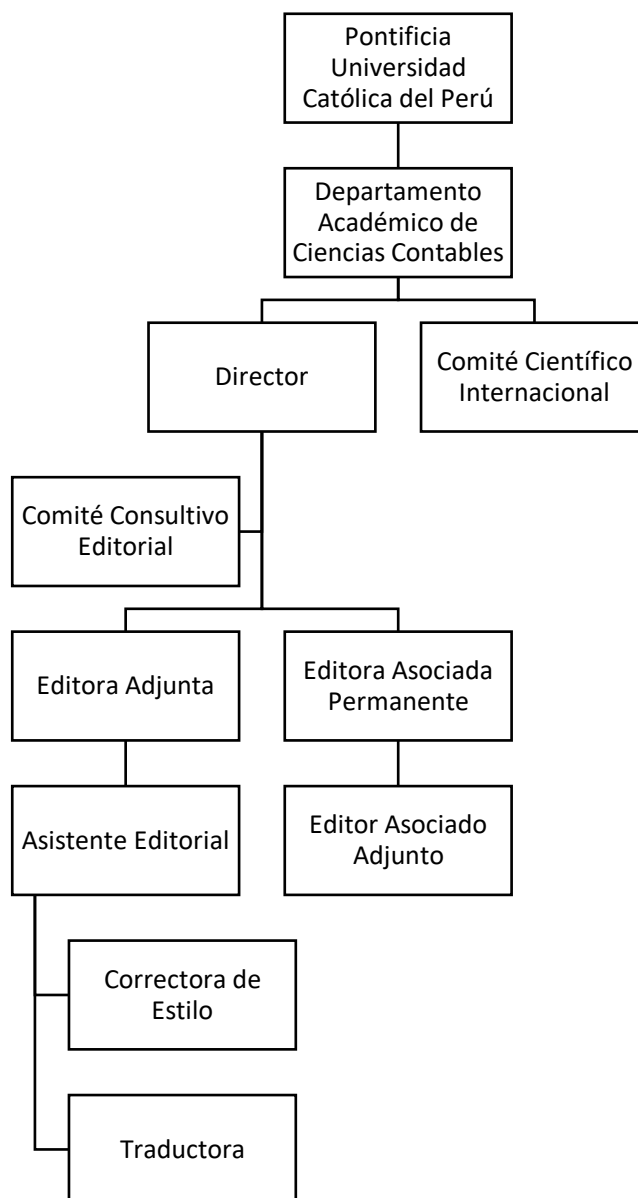 Pontificia
Universidad
Católica del Perú
Departamento
Académico de
Ciencias Contables
Director
Comité Científico
Internacional
Comité Consultivo
Editorial
Editora Adjunta
Editora Asociada
Permanente
Asistente Editorial
Editor Asociado
Adjunto
Correctora de
Estilo
Traductora